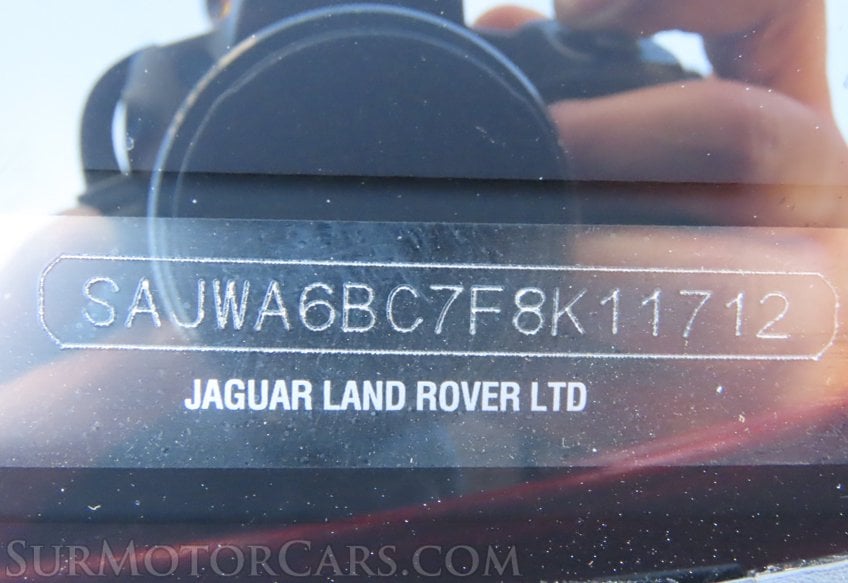 SAJWA6BC7F8K11712
JAGUAR LAND ROVER LTD
SURMOTORCARS.COM